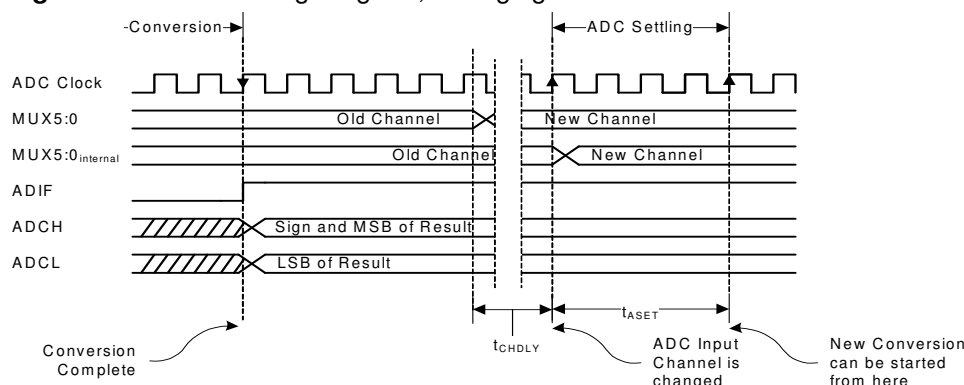 -Conversion
ADC Settling
ADC Clock
MUX5:0
Old Channel
New Channel
MUX5:0internal
Old Channel
New Channel
ADIF
ADCH
Sign and MSB of Result
ADCL
LSB of Result
tCHDLY
tASET
Conversion
Complete
ADC Input
Channel is
changed
New Conversion
can be started
from here